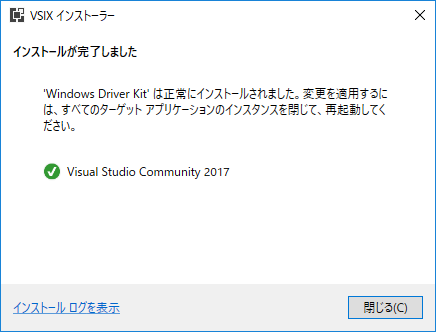 VSIX インストーラー
インストールが完了しました
'Windows Driver Kit' は正常にインストールされました。変更を適用するに
は、すべてのターゲット アプリケーションのインスタンスを閉じて、再起動してく
ださい。
Visual Studio Community 2017
インストール ログを表示
閉じる(C)